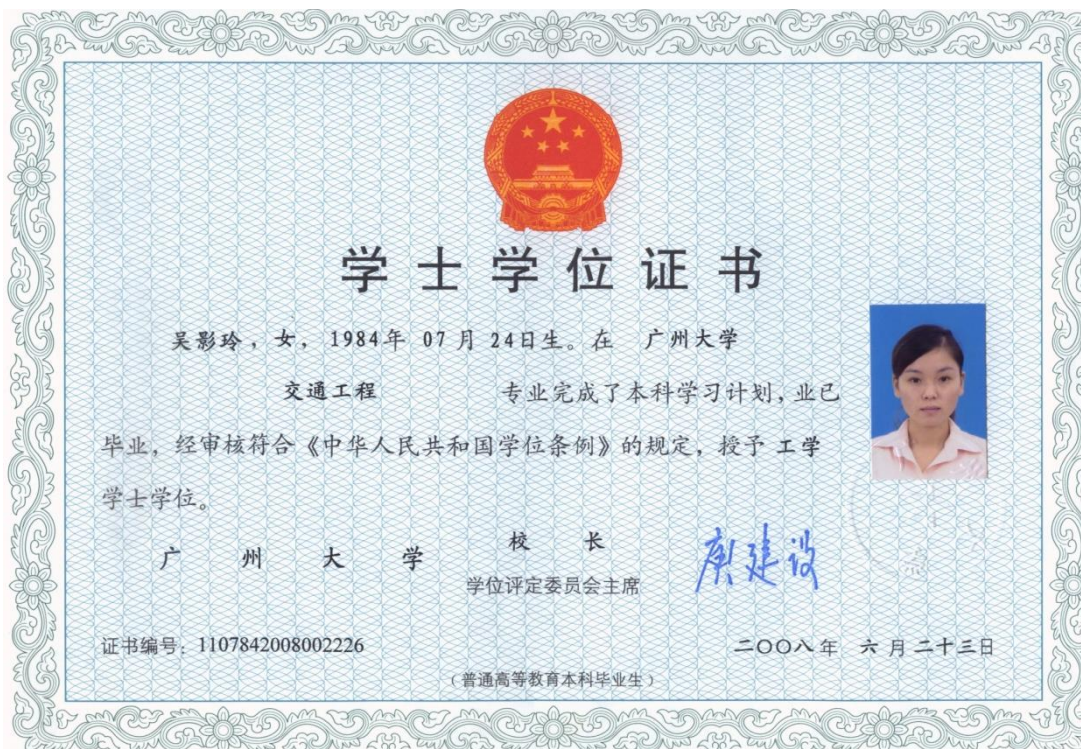 学士学位证书
吴影玲，女，1984年 07月 24日生。在 广州大学
交通工程 专业完成了本科学习计划，业已
毕业，经审核符合《中华人民共和国学位条例》的规定，授予 工学
学士学位。
广州大学 校长 庾建设
学位评定委员会主席
证书编号：1107842008002226 二〇〇八年 六月二十三日
（普通高等教育本科毕业生）